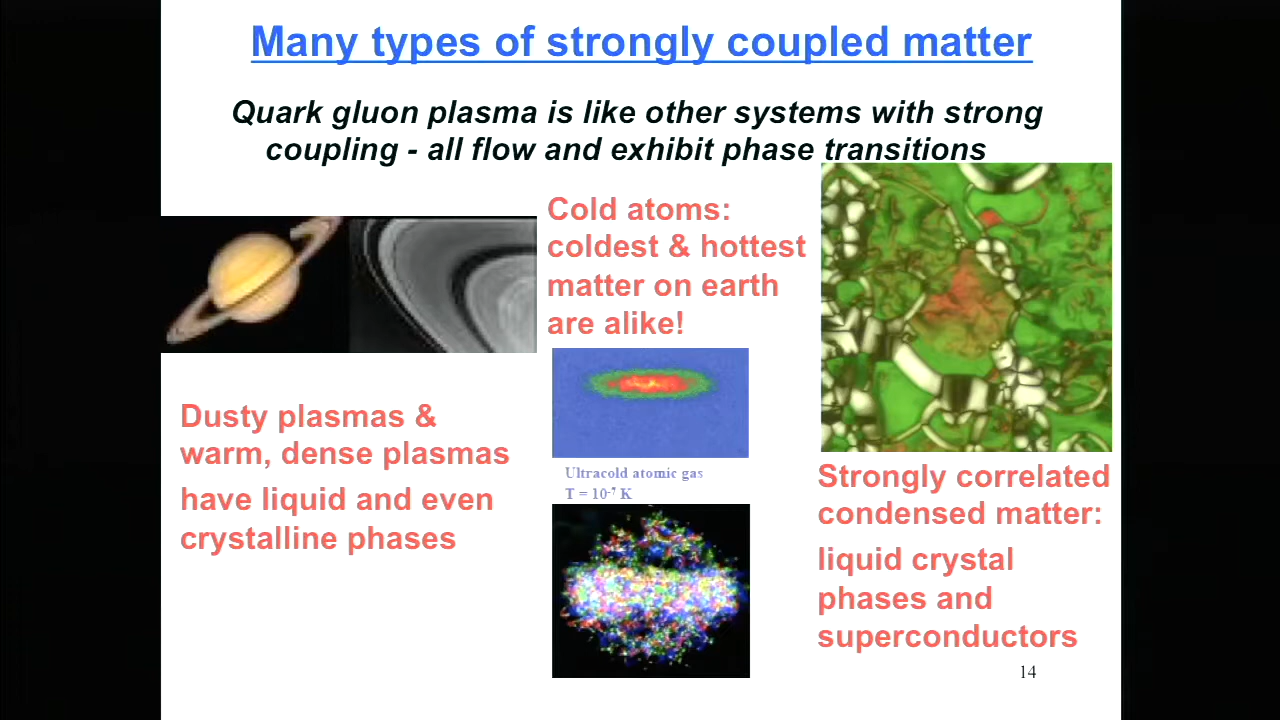 Many types of strongly coupled matter
Quark gluon plasma is like other systems with strong
coupling - all flow and exhibit phase transitions
Cold atoms:
coldest & hottest
matter on earth
are alike!
Dusty plasmas &
warm, dense plasmas
have liquid and even
crystalline phases
Ultracold atomic gas
T = 10⁻⁷ K
Strongly correlated
condensed matter:
liquid crystal
phases and
superconductors
14